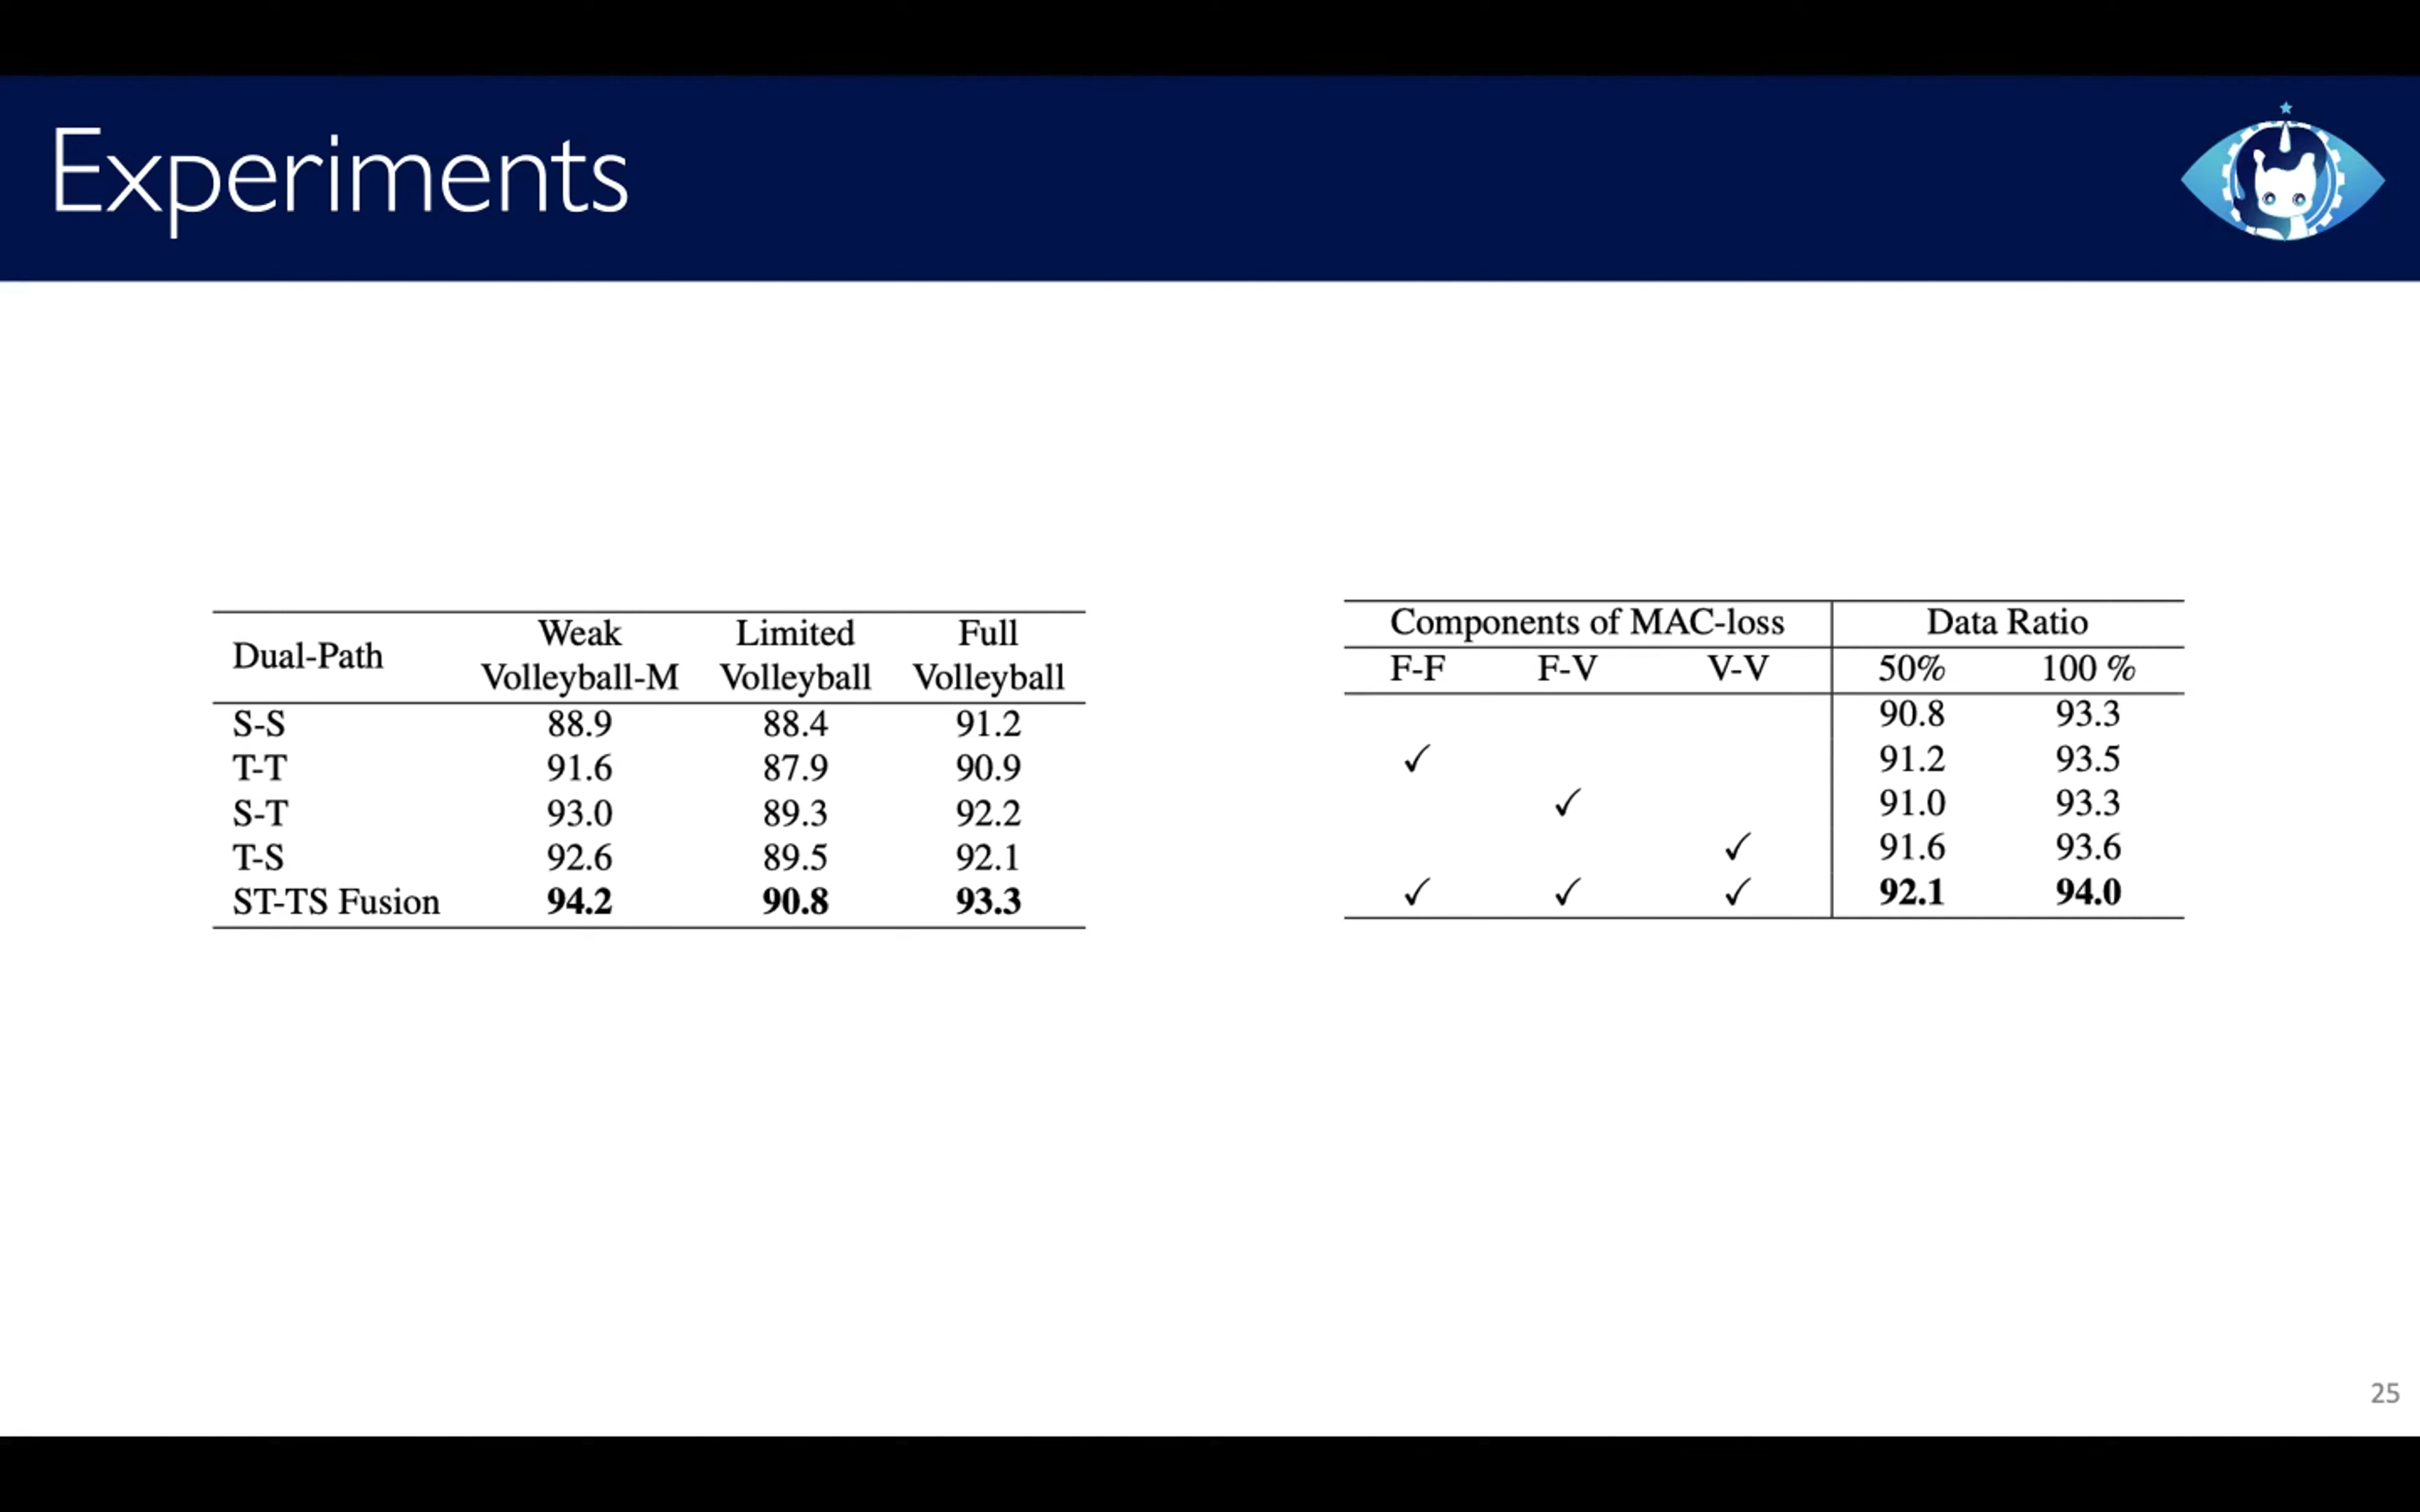 Experiments
Dual-Path Weak Volleyball-M Limited Volleyball Full Volleyball
S-S 88.9 88.4 91.2
T-T 91.6 87.9 90.9
S-T 93.0 89.3 92.2
T-S 92.6 89.5 92.1
ST-TS Fusion 94.2 90.8 93.3
Components of MAC-loss Data Ratio
F-F F-V V-V 50% 100 %
90.8 93.3
✓ 91.2 93.5
✓ 91.0 93.3
✓ 91.6 93.6
✓ ✓ ✓ 92.1 94.0
25